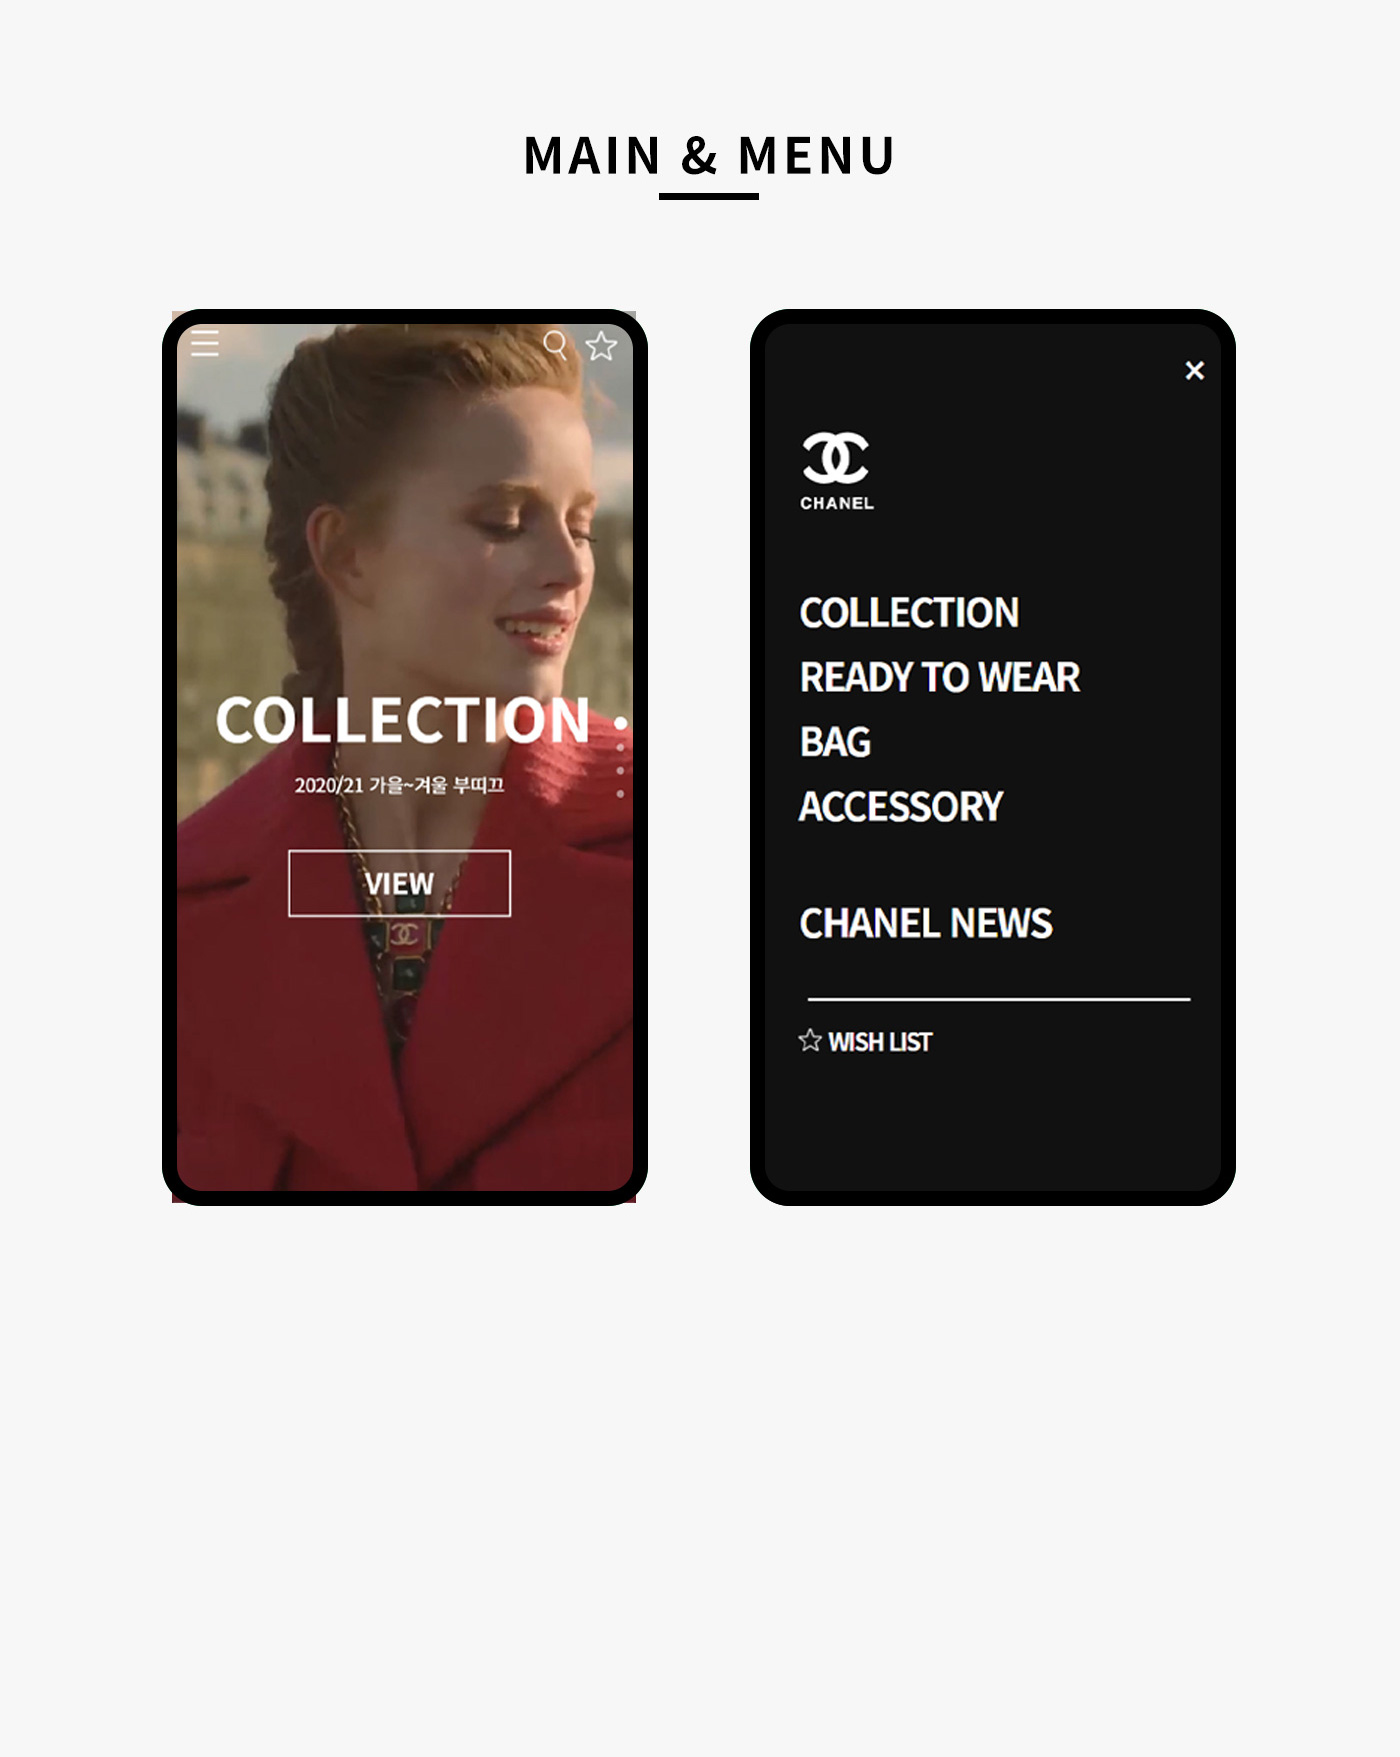 MAIN & MENU
COLLECTION
2020/21 가을~겨울 부띠끄
VIEW
×
CHANEL
COLLECTION
READY TO WEAR
BAG
ACCESSORY
CHANEL NEWS
WISH LIST